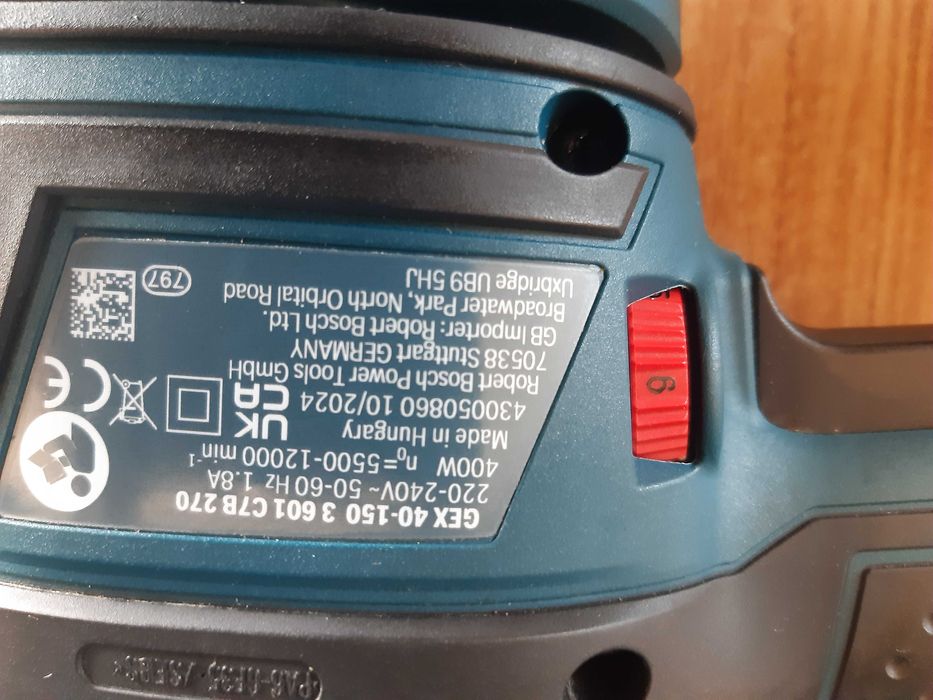 GEX 40-150 3 601 C7B 270
220-240V~ 50-60 Hz 1.8A
400W n₀=5500-12000 min⁻¹
Made in Hungary
430050860 10/2024
Robert Bosch Power Tools GmbH
70538 Stuttgart GERMANY
GB Importer: Robert Bosch Ltd.
Broadwater Park, North Orbital Road
Uxbridge UB9 5HJ
UK
CA
CE
797
6